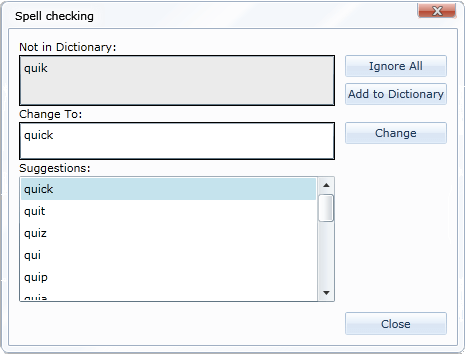 Spell checking
Not in Dictionary:
quik
Ignore All
Add to Dictionary
Change To:
quick
Change
Suggestions:
quick
quit
quiz
qui
quip
Close